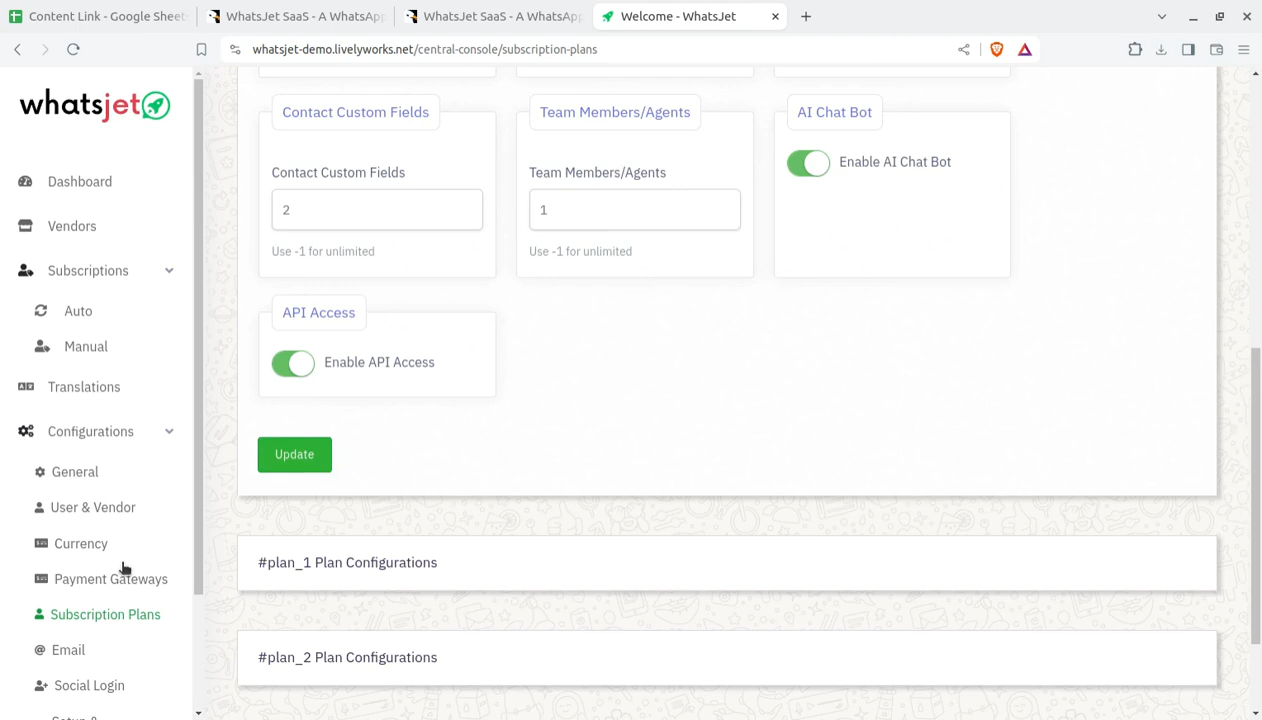 Content Link - Google Sheet
WhatsJet SaaS - A WhatsApp
WhatsJet SaaS - A WhatsApp
Welcome - WhatsJet
whatsjet-demo.livelyworks.net/central-console/subscription-plans
whatsjet
Dashboard
Vendors
Subscriptions
Auto
Manual
Translations
Configurations
General
User & Vendor
Currency
Payment Gateways
Subscription Plans
Email
Social Login
Setup &
Contact Custom Fields
Contact Custom Fields
2
Use -1 for unlimited
Team Members/Agents
Team Members/Agents
1
Use -1 for unlimited
AI Chat Bot
Enable AI Chat Bot
API Access
Enable API Access
Update
#plan_1 Plan Configurations
#plan_2 Plan Configurations